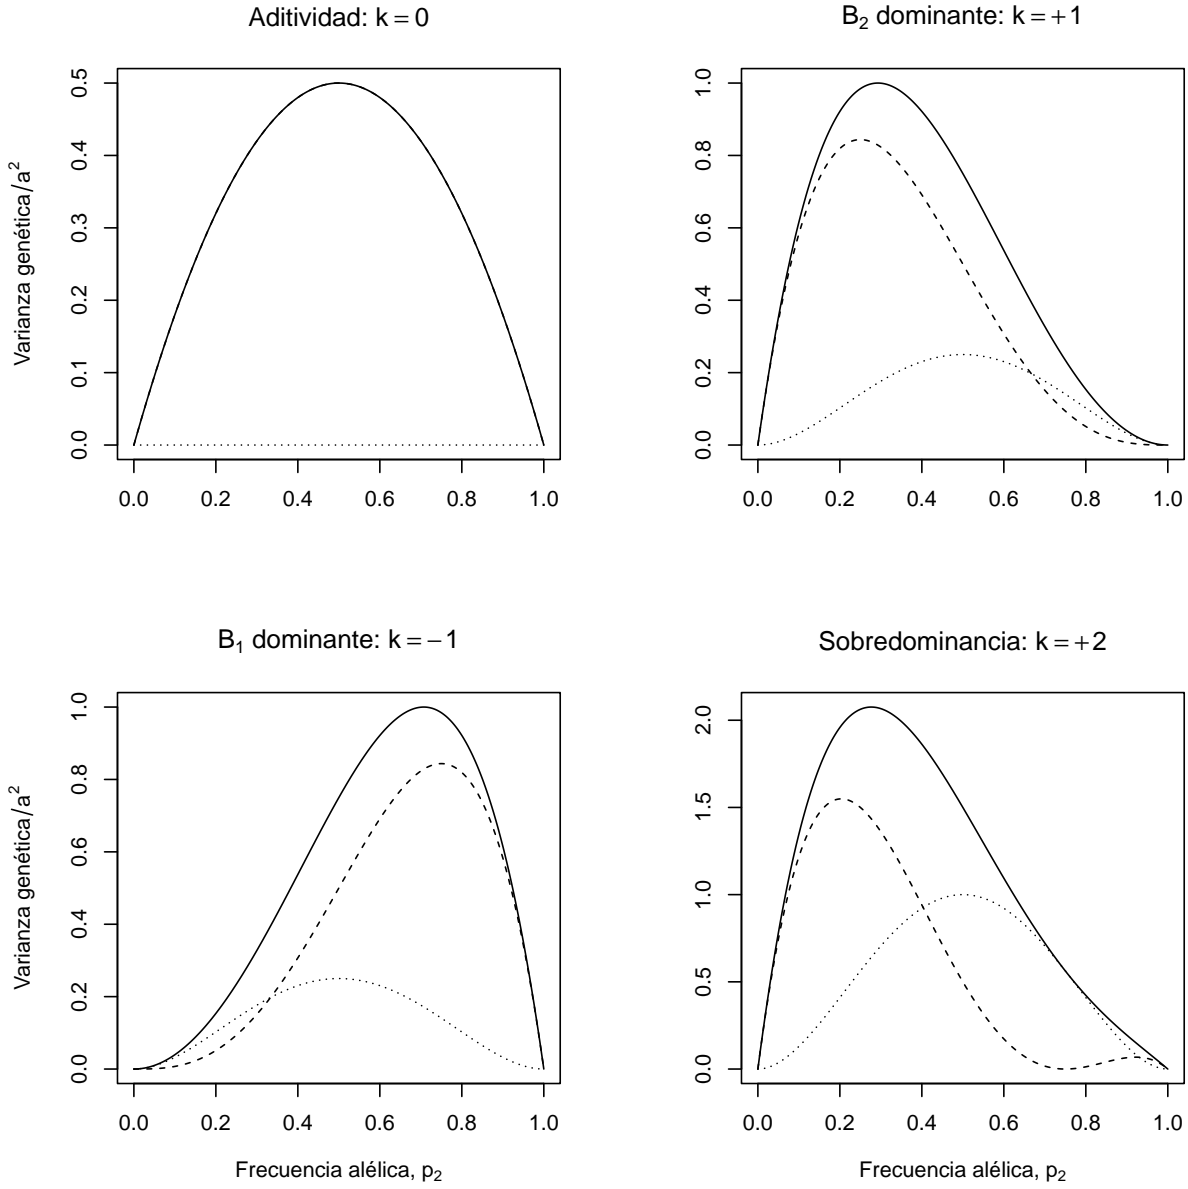 Aditividad: k = 0
Varianza genética/a²
0.0 0.1 0.2 0.3 0.4 0.5
0.0 0.2 0.4 0.6 0.8 1.0
B₂ dominante: k = +1
0.0 0.2 0.4 0.6 0.8 1.0
0.0 0.2 0.4 0.6 0.8 1.0
B₁ dominante: k = −1
Varianza genética/a²
0.0 0.2 0.4 0.6 0.8 1.0
0.0 0.2 0.4 0.6 0.8 1.0
Frecuencia alélica, p₂
Sobredominancia: k = +2
0.0 0.5 1.0 1.5 2.0
0.0 0.2 0.4 0.6 0.8 1.0
Frecuencia alélica, p₂